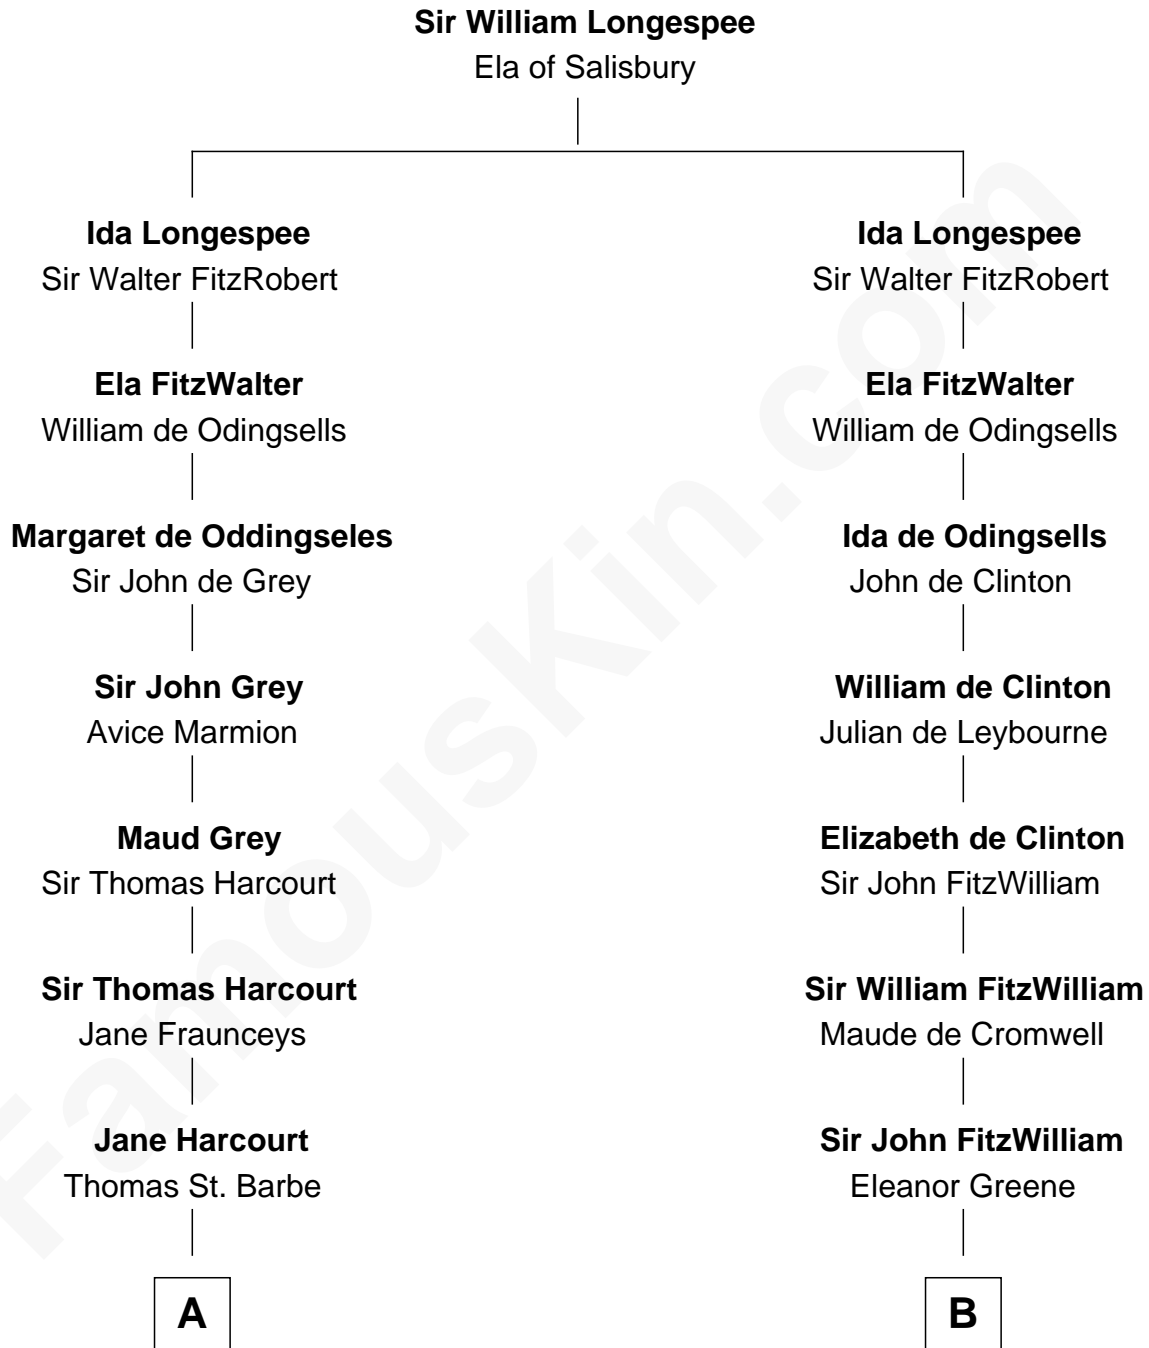 Sir William Longespee
Ela of Salisbury
Ida Longespee
Sir Walter FitzRobert
Ida Longespee
Sir Walter FitzRobert
Ela FitzWalter
William de Odingsells
Ela FitzWalter
William de Odingsells
Margaret de Oddingseles
Sir John de Grey
Ida de Odingsells
John de Clinton
Sir John Grey
Avice Marmion
William de Clinton
Julian de Leybourne
Maud Grey
Sir Thomas Harcourt
Elizabeth de Clinton
Sir John FitzWilliam
Sir Thomas Harcourt
Jane Fraunceys
Sir William FitzWilliam
Maude de Cromwell
Jane Harcourt
Thomas St. Barbe
Sir John FitzWilliam
Eleanor Greene
A
B
FamousKin.com